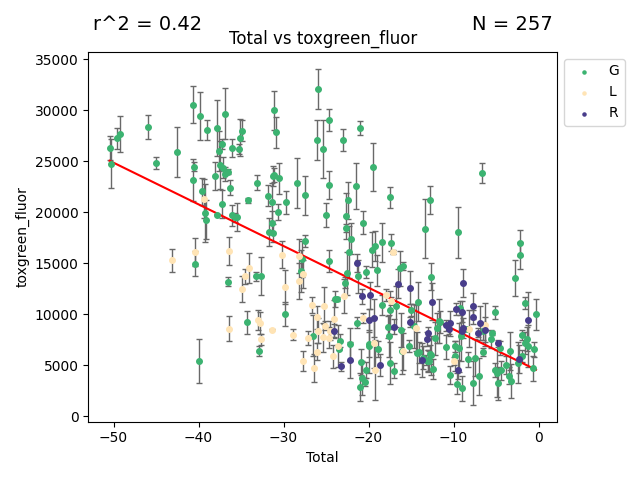 r^2 = 0.42 N = 257
Total vs toxgreen_fluor
35000
30000
25000
20000
15000
10000
5000
0
toxgreen_fluor
−50 −40 −30 −20 −10 0
Total
G
L
R